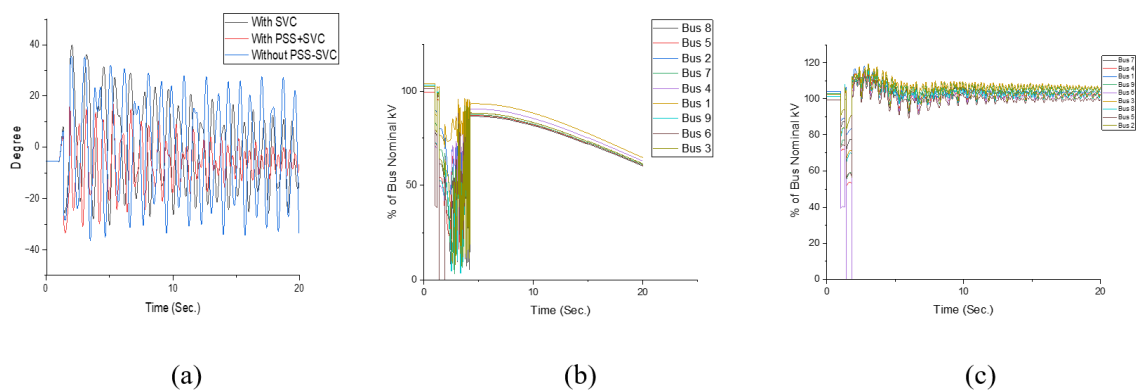 With SVC
With PSS+SVC
Without PSS-SVC
40
20
0
−20
−40
Degree
0
10
20
Time (Sec.)
(a)
Bus 8
Bus 5
Bus 2
Bus 7
Bus 4
Bus 1
Bus 9
Bus 6
Bus 3
100
50
0
% of Bus Nominal kV
0
5
10
15
20
Time (Sec.)
(b)
Bus 7
Bus 4
Bus 1
Bus 9
Bus 6
Bus 3
Bus 8
Bus 5
Bus 2
120
100
80
60
40
20
0
% of Bus Nominal kV
0
5
10
15
20
Time (Sec.)
(c)